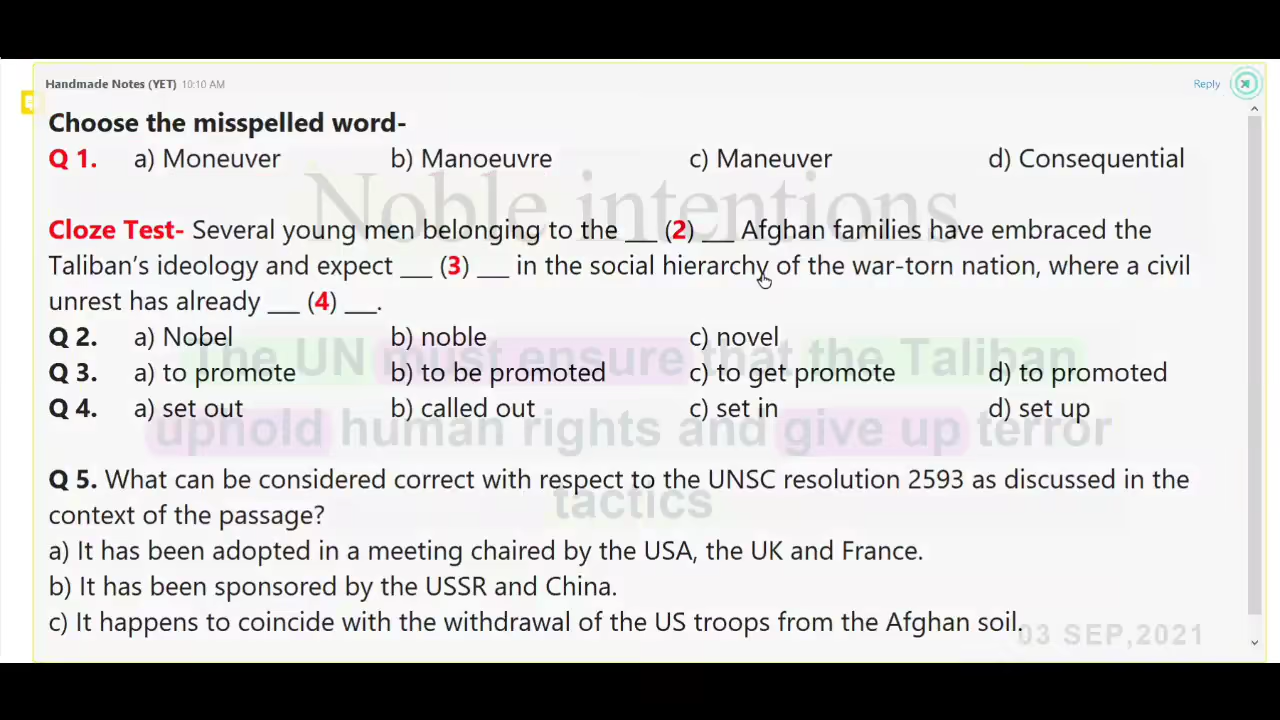 Handmade Notes (YET) 10:10 AM Reply
Choose the misspelled word-
Q 1. a) Moneuver b) Manoeuvre c) Maneuver d) Consequential
Noble intentions
Cloze Test- Several young men belonging to the ___ (2) ___ Afghan families have embraced the
Taliban's ideology and expect ___ (3) ___ in the social hierarchy of the war-torn nation, where a civil
unrest has already ___ (4) ___.
Q 2. a) Nobel b) noble c) novel
The UN must ensure that the Taliban
Q 3. a) to promote b) to be promoted c) to get promote d) to promoted
Q 4. a) set out b) called out c) set in d) set up
uphold human rights and give up terror
Q 5. What can be considered correct with respect to the UNSC resolution 2593 as discussed in the
tactics
context of the passage?
a) It has been adopted in a meeting chaired by the USA, the UK and France.
b) It has been sponsored by the USSR and China.
c) It happens to coincide with the withdrawal of the US troops from the Afghan soil.
03 SEP,2021